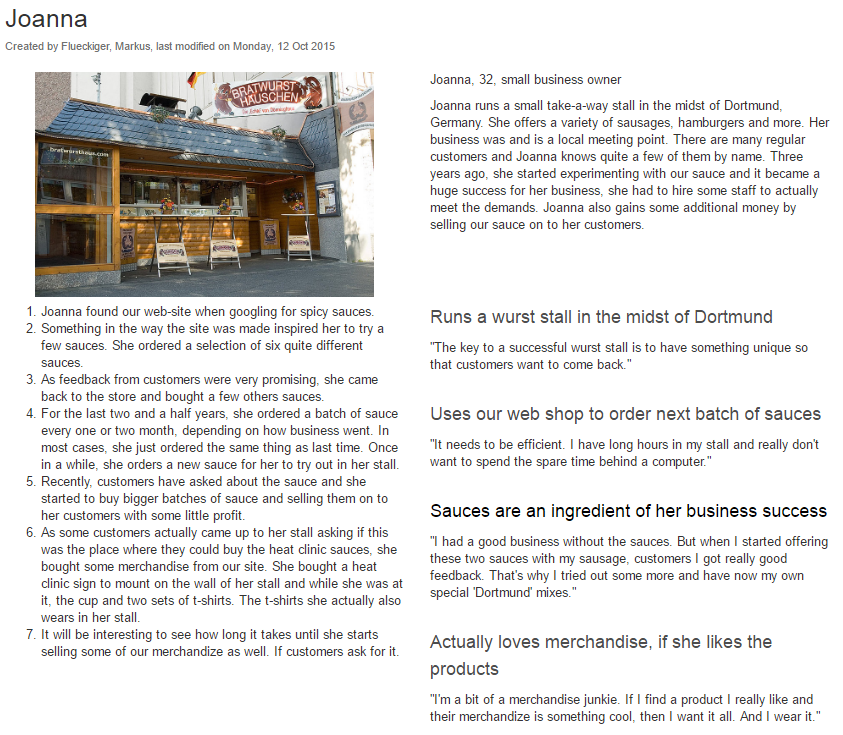 Joanna
Created by Flueckiger, Markus, last modified on Monday, 12 Oct 2015
BRATWURST
HÄUSCHEN
bratwursthaus.com
Joanna, 32, small business owner
Joanna runs a small take-away stall in the midst of Dortmund,
Germany. She offers a variety of sausages, hamburgers and more. Her
business was and is a local meeting point. There are many regular
customers and Joanna knows quite a few of them by name. Three
years ago, she started experimenting with our sauce and it became a
huge success for her business, she had to hire some staff to actually
meet the demands. Joanna also gains some additional money by
selling our sauce on to her customers.
1. Joanna found our web-site when googling for spicy sauces.
2. Something in the way the site was made inspired her to try a
few sauces. She ordered a selection of six quite different
sauces.
3. As feedback from customers were very promising, she came
back to the store and bought a few others sauces.
4. For the last two and a half years, she ordered a batch of sauce
every one or two month, depending on how business went. In
most cases, she just ordered the same thing as last time. Once
in a while, she orders a new sauce for her to try out in her stall.
5. Recently, customers have asked about the sauce and she
started to buy bigger batches of sauce and selling them on to
her customers with some little profit.
6. As some customers actually came up to her stall asking if this
was the place where they could buy the heat clinic sauces, she
bought some merchandise from our site. She bought a heat
clinic sign to mount on the wall of her stall and while she was at
it, the cup and two sets of t-shirts. The t-shirts she actually also
wears in her stall.
7. It will be interesting to see how long it takes until she starts
selling some of our merchandize as well. If customers ask for it.
Runs a wurst stall in the midst of Dortmund
"The key to a successful wurst stall is to have something unique so
that customers want to come back."
Uses our web shop to order next batch of sauces
"It needs to be efficient. I have long hours in my stall and really don't
want to spend the spare time behind a computer."
Sauces are an ingredient of her business success
"I had a good business without the sauces. But when I started offering
these two sauces with my sausage, customers I got really good
feedback. That's why I tried out some more and have now my own
special 'Dortmund' mixes."
Actually loves merchandise, if she likes the
products
"I'm a bit of a merchandise junkie. If I find a product I really like and
their merchandize is something cool, then I want it all. And I wear it."